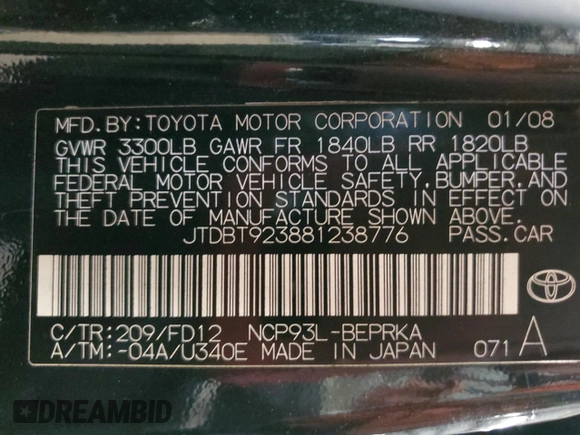 MFD. BY: TOYOTA MOTOR CORPORATION 01/08
GVWR 3300LB GAWR FR 1840LB RR 1820LB
THIS VEHICLE CONFORMS TO ALL APPLICABLE
FEDERAL MOTOR VEHICLE SAFETY, BUMPER, AND
THEFT PREVENTION STANDARDS IN EFFECT ON
THE DATE OF MANUFACTURE SHOWN ABOVE.
JTDBT923881238776 PASS.CAR
TOYOTA
C/TR: 209/FD12 NCP93L-BEPRKA
A/TM: -04A/U340E MADE IN JAPAN 071 A
DREAMBID